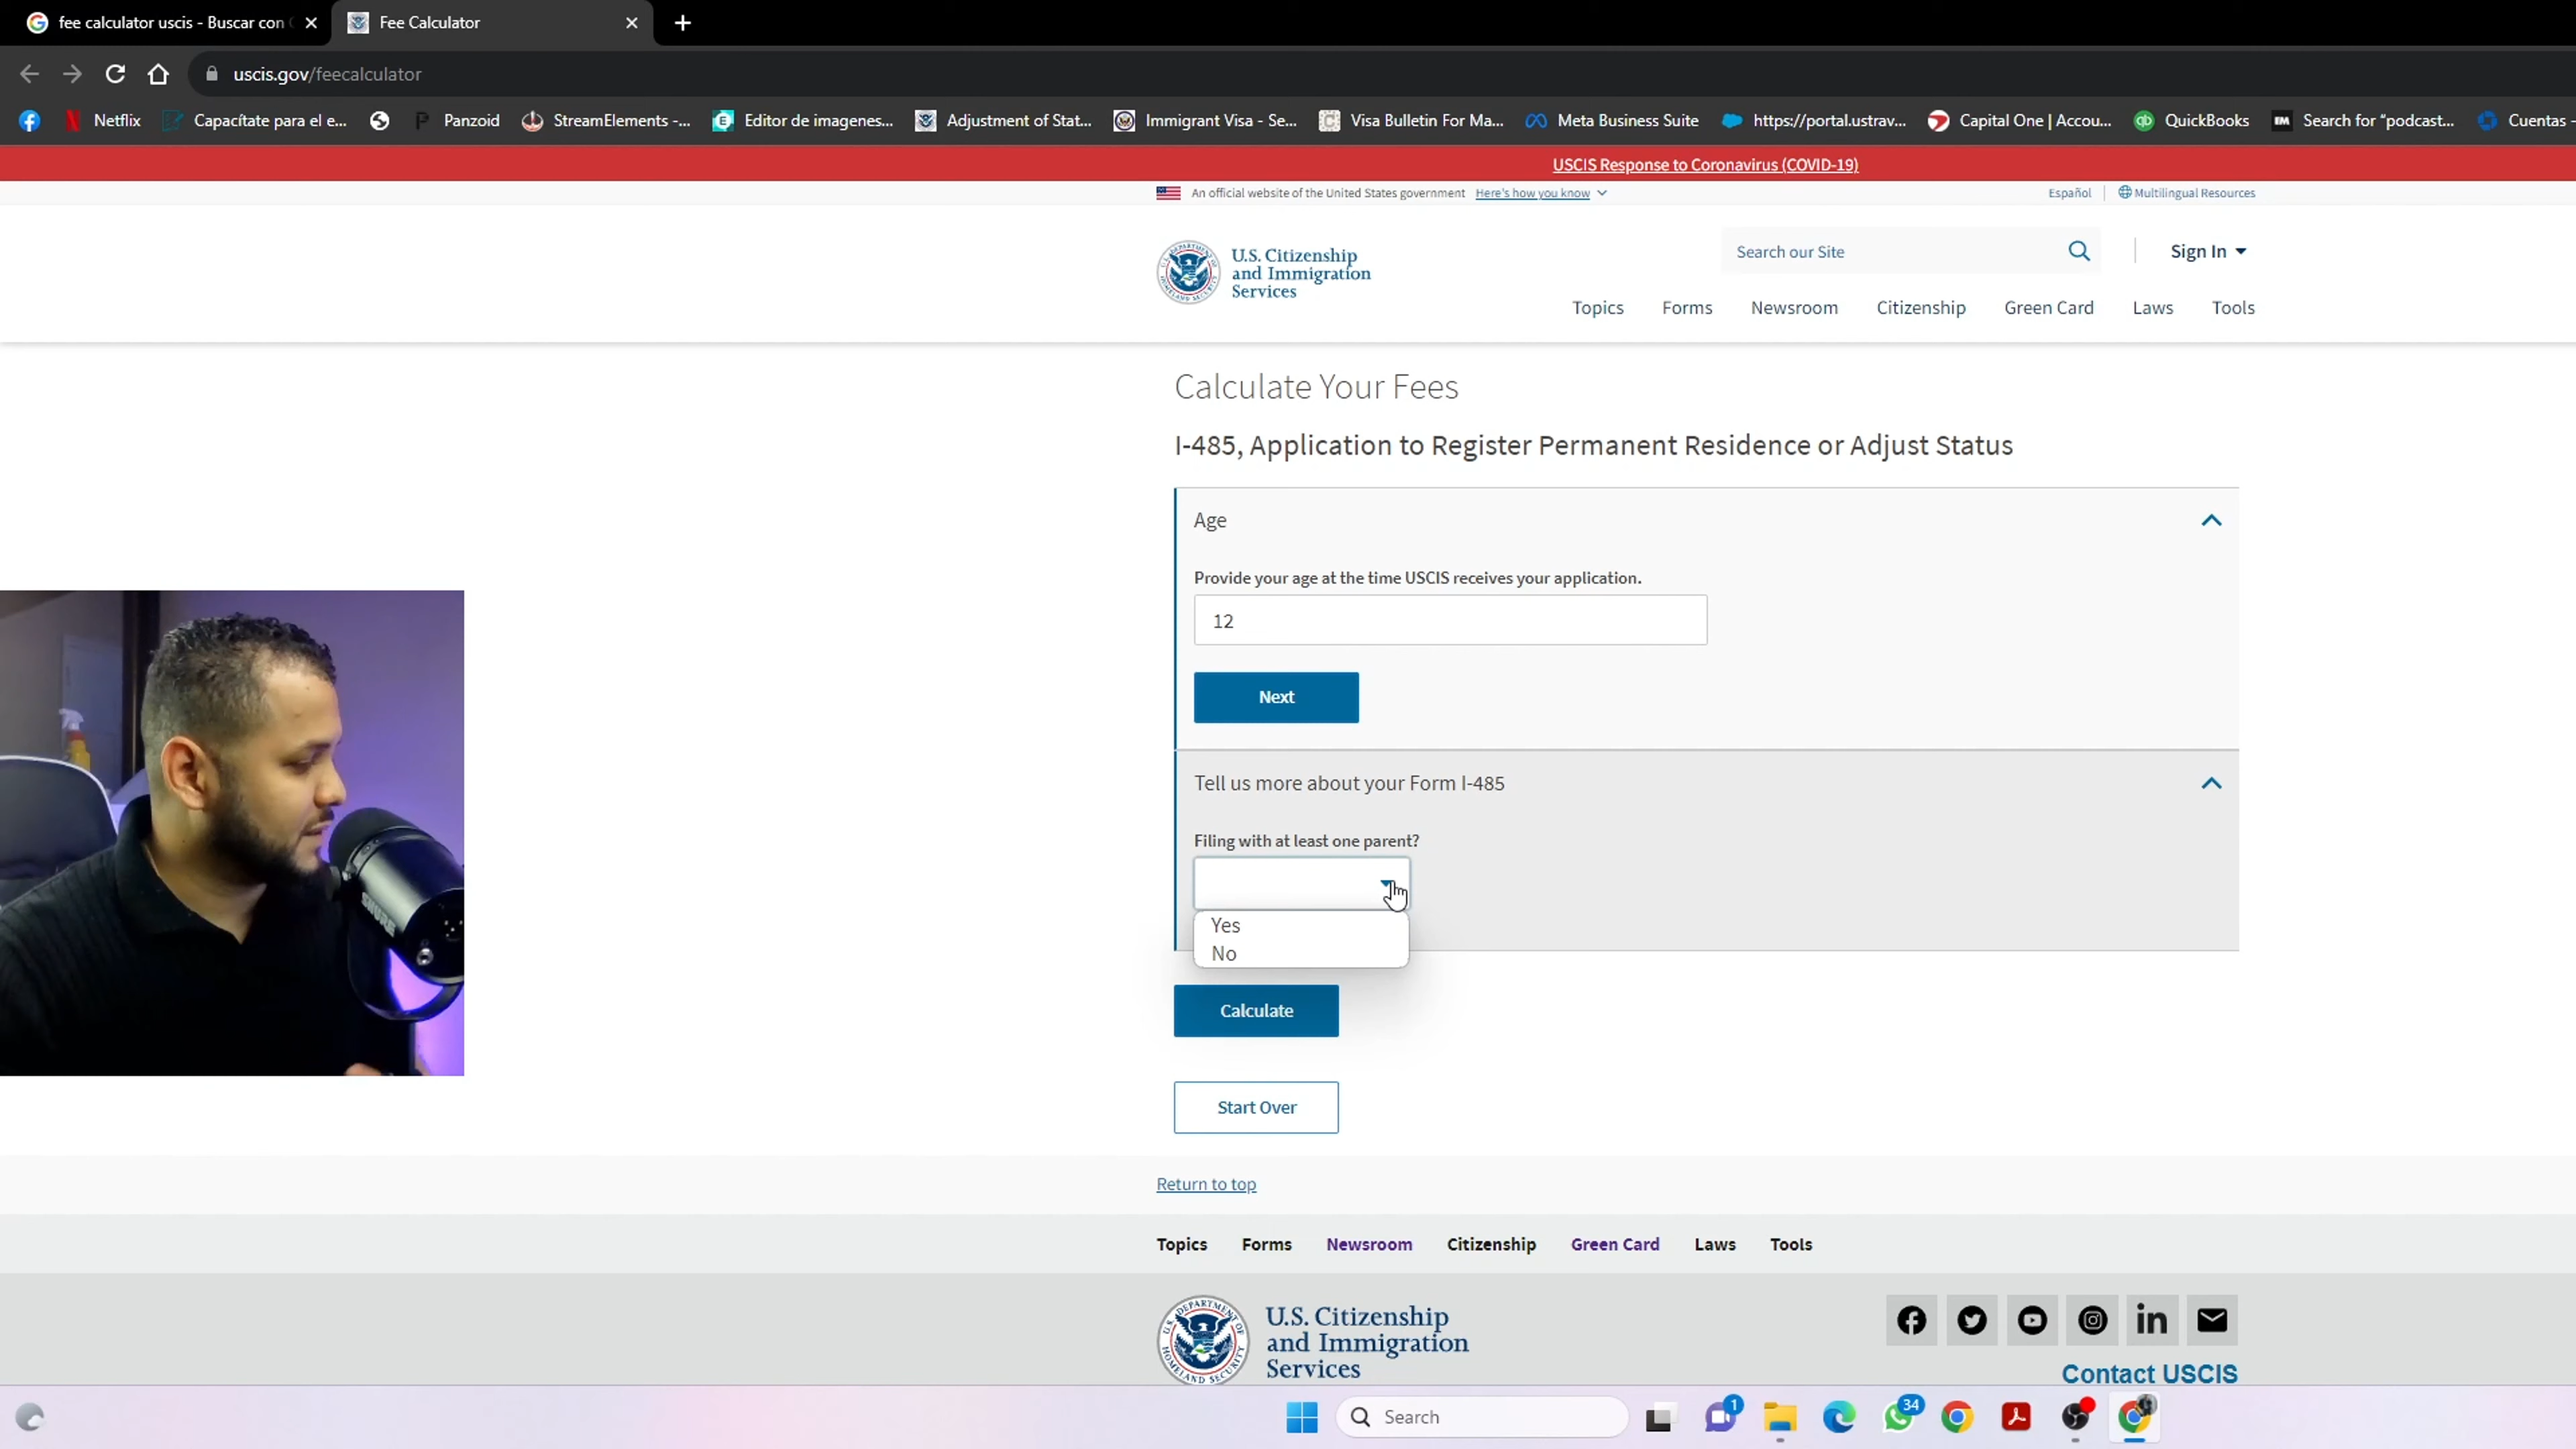 fee calculator uscis - Buscar con
Fee Calculator
uscis.gov/feecalculator
Netflix
Capacítate para el e...
Panzoid
StreamElements -...
Editor de imagenes...
Adjustment of Stat...
Immigrant Visa - Se...
Visa Bulletin For Ma...
Meta Business Suite
https://portal.ustrav...
Capital One | Accou...
QuickBooks
Search for "podcast...
Cuentas -
USCIS Response to Coronavirus (COVID-19)
An official website of the United States government Here's how you know
Español
Multilingual Resources
U.S. Citizenship
and Immigration
Services
Search our Site
Sign In
Topics Forms Newsroom Citizenship Green Card Laws Tools
Calculate Your Fees
I-485, Application to Register Permanent Residence or Adjust Status
Age
Provide your age at the time USCIS receives your application.
12
Next
Tell us more about your Form I-485
Filing with at least one parent?
Yes
No
SHURE
Calculate
Start Over
Return to top
Topics Forms Newsroom Citizenship Green Card Laws Tools
U.S. Citizenship
and Immigration
Services
Contact USCIS
Search
1
34